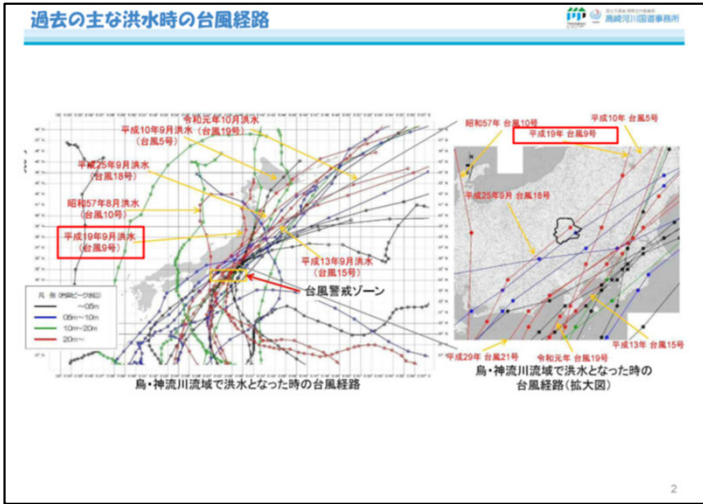 過去の主な洪水時の台風経路
高崎河川国道事務所
令和元年10月洪水
(台風19号)
平成10年9月洪水
(台風5号)
平成25年9月洪水
(台風18号)
昭和57年8月洪水
(台風10号)
平成19年9月洪水
(台風9号)
平成13年9月洪水
(台風15号)
台風警戒ゾーン
凡 例
~05m
05m~10m
10m~20m
20m~
烏・神流川流域で洪水となった時の台風経路
昭和57年 台風10号
平成19年 台風9号
平成10年 台風5号
平成25年9月 台風18号
平成13年 台風15号
平成29年 台風21号
令和元年 台風19号
烏・神流川流域で洪水となった時の
台風経路(拡大図)
2